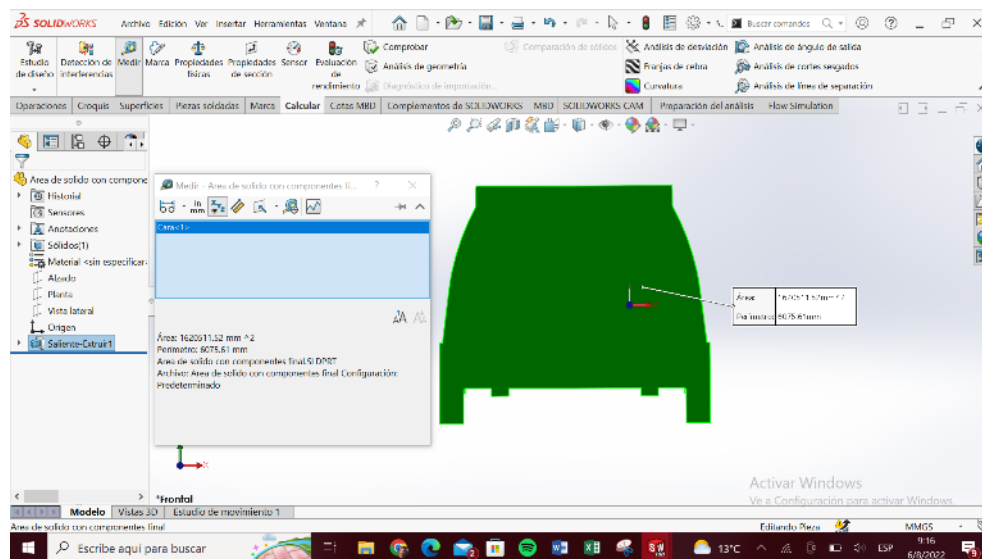 SOLIDWORKS Archivo Edición Ver Insertar Herramientas Ventana
Buscar comandos
Estudio de diseño
Detección de interferencias
Medir
Marca
Propiedades físicas
Propiedades de sección
Sensor
Evaluación de rendimiento
Comprobar
Análisis de geometría
Diagnóstico de importación...
Comparación de sólidos
Análisis de desviación
Franjas de cebra
Curvatura
Análisis de ángulo de salida
Análisis de cortes sesgados
Análisis de línea de separación
Operaciones Croquis Superficies Piezas soldadas Marca Calcular Cotas MBD Complementos de SOLIDWORKS MBD SOLIDWORKS CAM Preparación del análisis Flow Simulation
Area de solido con compone
Historial
Sensores
Anotaciones
Sólidos(1)
Material <sin especificar>
Alzado
Planta
Vista lateral
Origen
Saliente-Extruir1
Medir - Area de solido con componentes fi... ?
in
mm
Cara<1>
Área: 1620511.52 mm ^2
Perímetro: 6075.61 mm
Area de solido con componentes final.SLDPRT
Archivo: Area de solido con componentes final Configuración:
Predeterminado
Área: 1620511.52mm ^2
Perímetro: 6075.61mm
X
*Frontal
Activar Windows
Ve a Configuración para activar Windows.
Modelo Vistas 3D Estudio de movimiento 1
Area de solido con componentes final
Editando Pieza
MMGS
Escribe aquí para buscar
13°C
ESP
9:16
6/8/2022